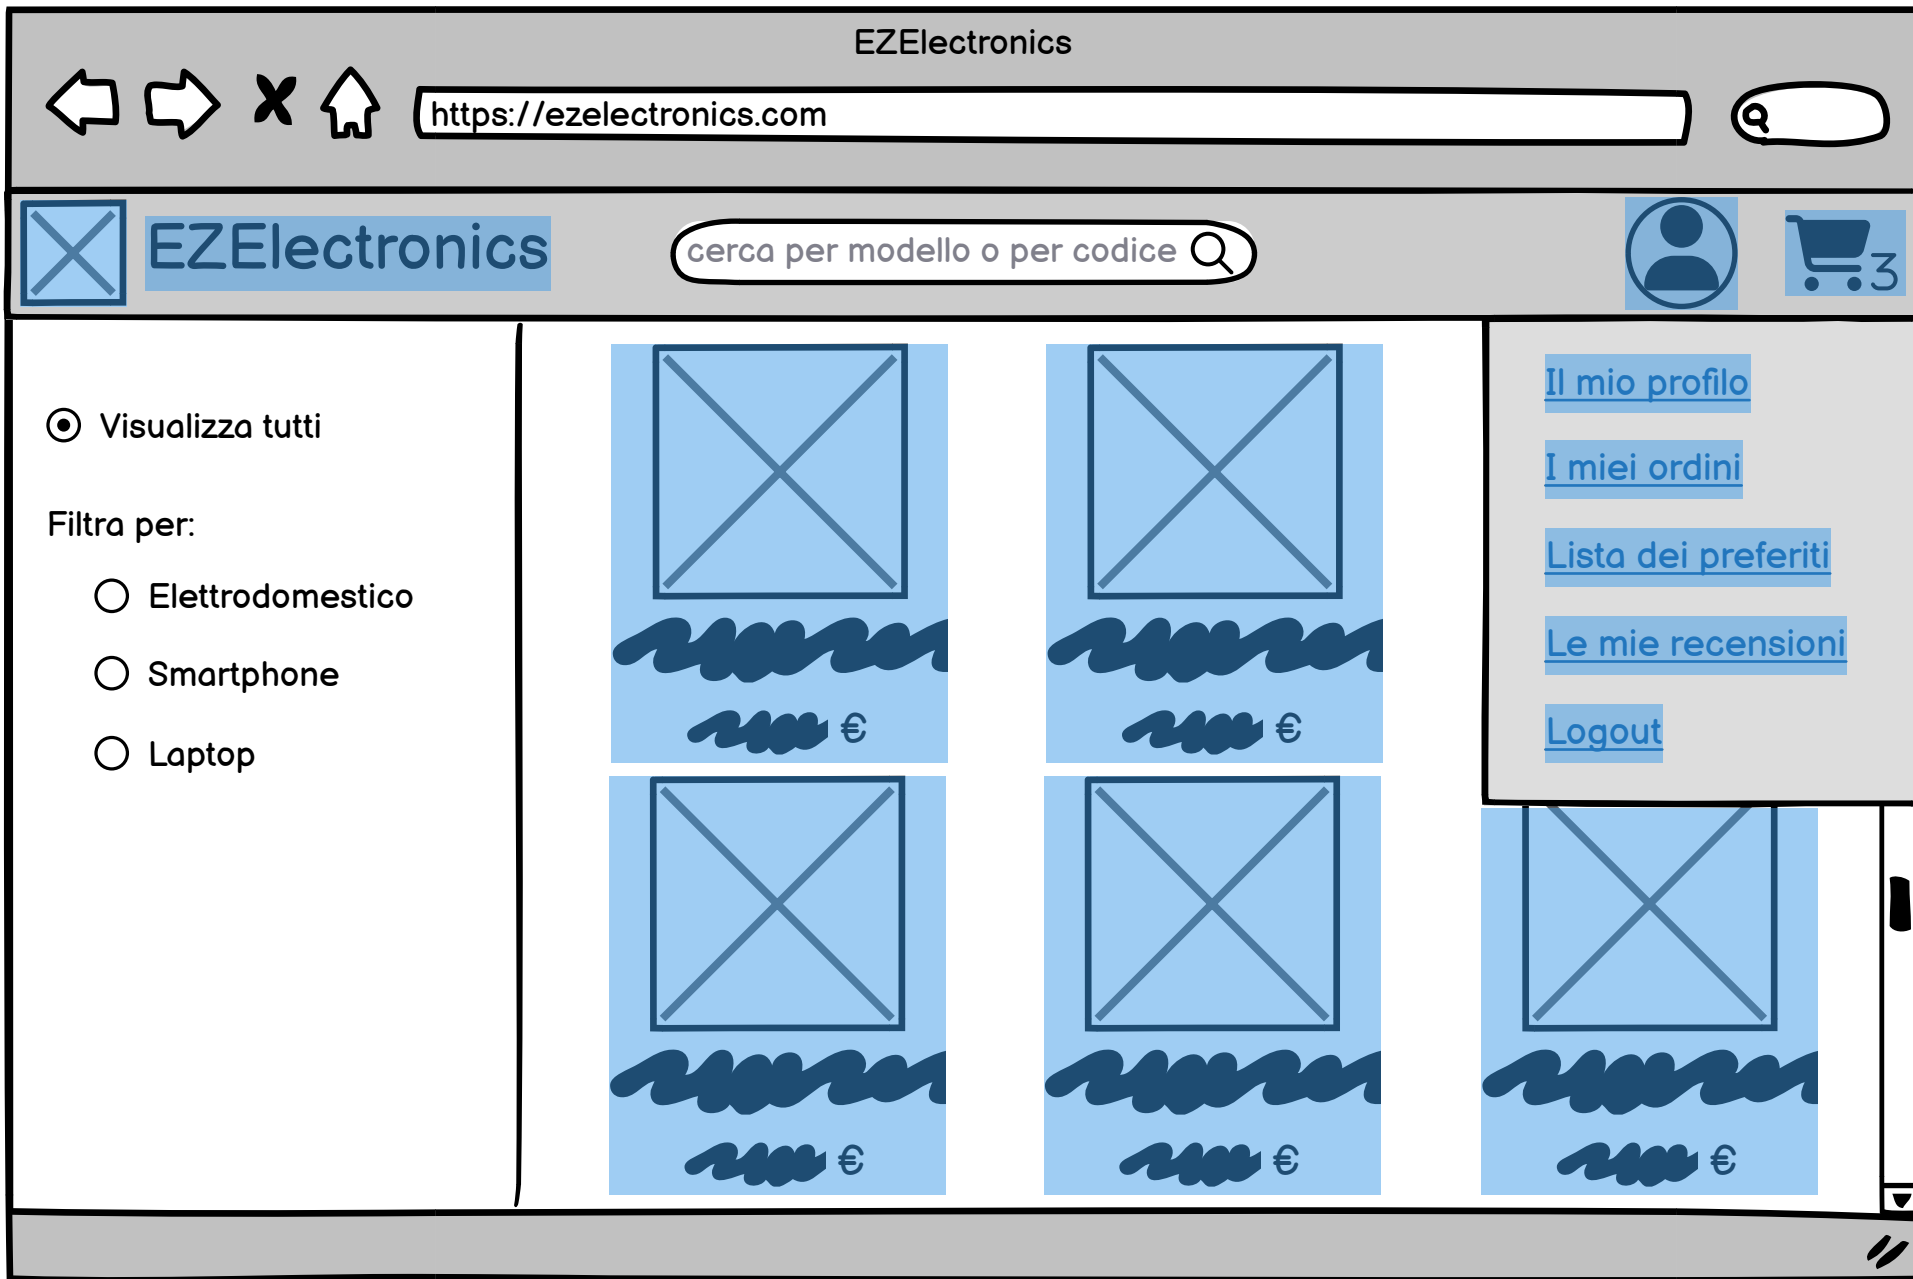 EZElectronics
https://ezelectronics.com
EZElectronics
cerca per modello o per codice
3
Visualizza tutti
Filtra per:
Elettrodomestico
Smartphone
Laptop
€
€
Il mio profilo
I miei ordini
Lista dei preferiti
Le mie recensioni
Logout
€
€
€